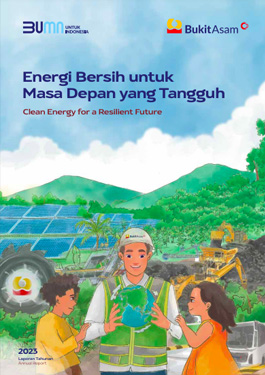 BUMN UNTUK
INDONESIA
BukitAsam
Energi Bersih untuk
Masa Depan yang Tangguh
Clean Energy for a Resilient Future
BukitAsam
2023
Laporan Tahunan
Annual Report